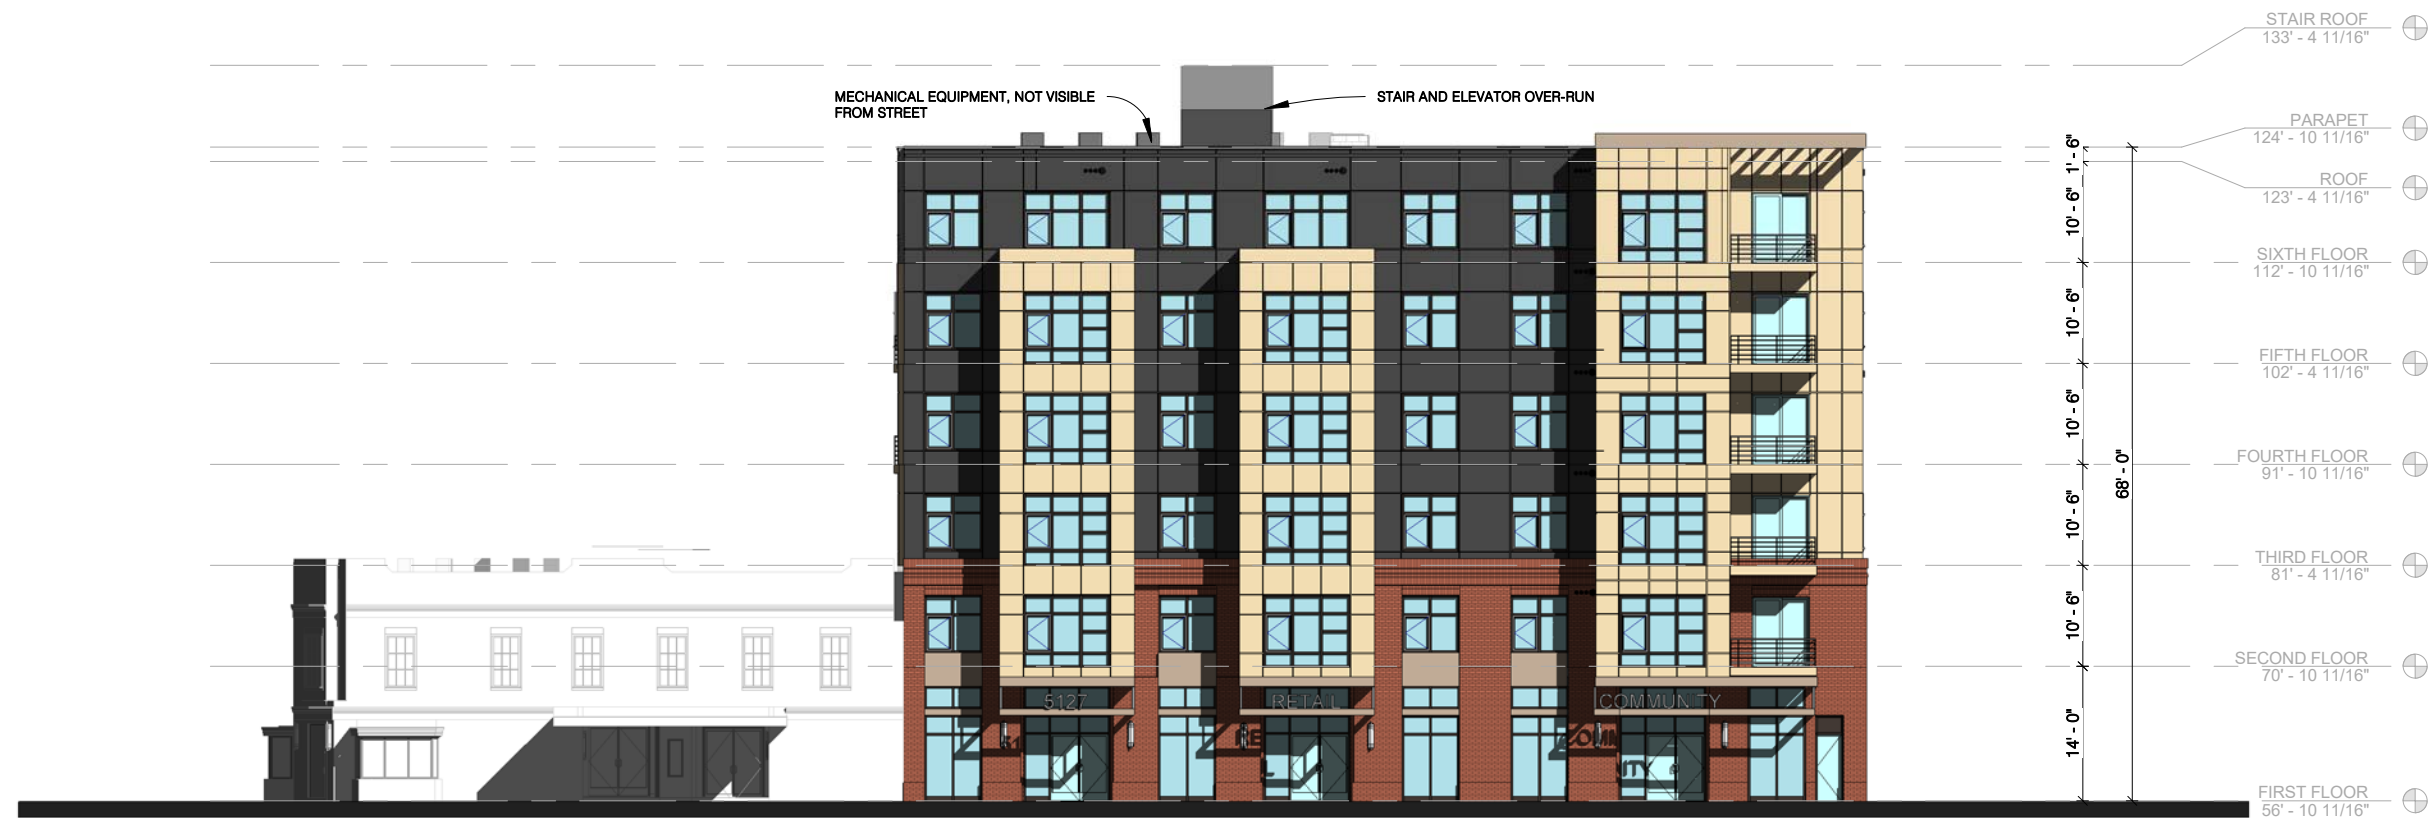 STAIR ROOF
133' - 4 11/16"
MECHANICAL EQUIPMENT, NOT VISIBLE
FROM STREET
STAIR AND ELEVATOR OVER-RUN
PARAPET
124' - 10 11/16"
1' - 6"
ROOF
123' - 4 11/16"
10' - 6"
SIXTH FLOOR
112' - 10 11/16"
10' - 6"
FIFTH FLOOR
102' - 4 11/16"
10' - 6"
FOURTH FLOOR
91' - 10 11/16"
68' - 0"
10' - 6"
THIRD FLOOR
81' - 4 11/16"
10' - 6"
SECOND FLOOR
70' - 10 11/16"
5127
RETAIL
COMMUNITY
14' - 0"
FIRST FLOOR
56' - 10 11/16"